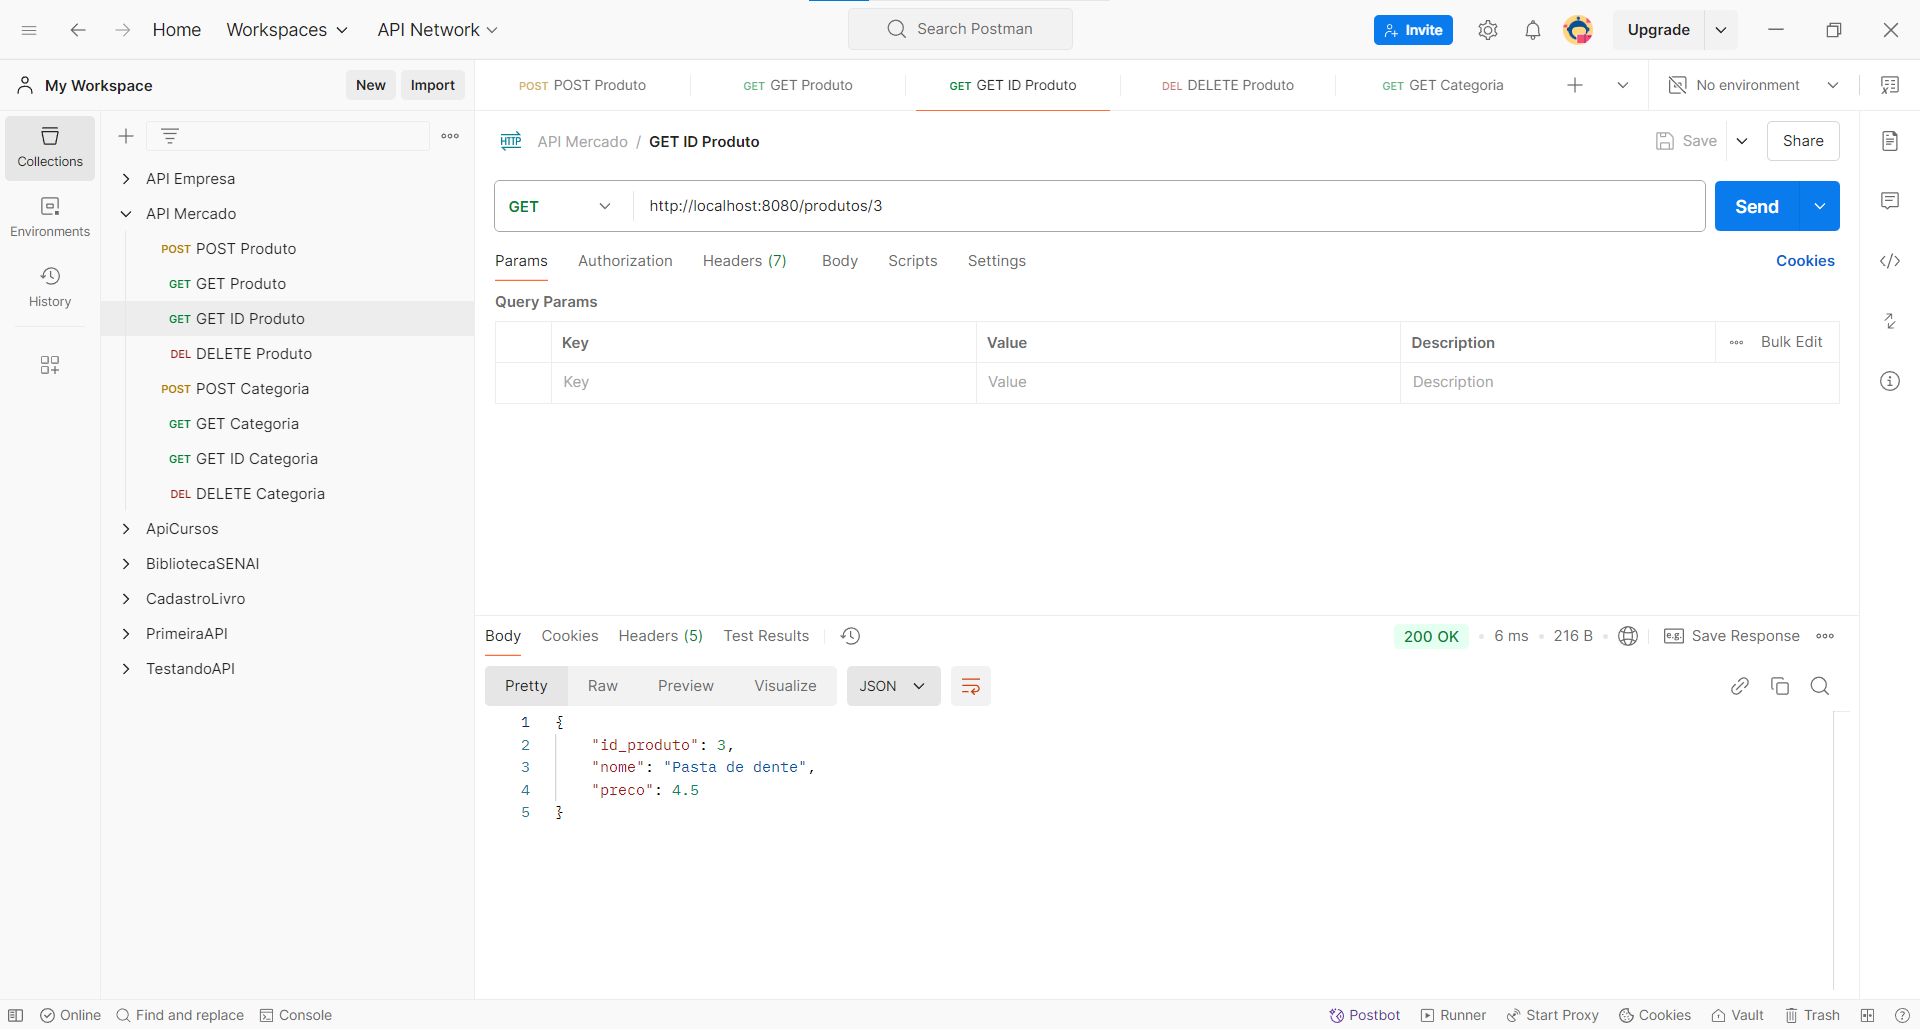 Home Workspaces API Network Search Postman Invite Upgrade
My Workspace New Import POST POST Produto GET GET Produto GET GET ID Produto DEL DELETE Produto GET GET Categoria No environment
Collections
Environments
History
API Empresa
API Mercado
POST POST Produto
GET GET Produto
GET GET ID Produto
DEL DELETE Produto
POST POST Categoria
GET GET Categoria
GET GET ID Categoria
DEL DELETE Categoria
ApiCursos
BibliotecaSENAI
CadastroLivro
PrimeiraAPI
TestandoAPI
HTTP API Mercado / GET ID Produto Save Share
GET http://localhost:8080/produtos/3 Send
Params Authorization Headers (7) Body Scripts Settings Cookies
Query Params
Key Value Description Bulk Edit
Key Value Description
Body Cookies Headers (5) Test Results 200 OK 6 ms 216 B e.g. Save Response
Pretty Raw Preview Visualize JSON
1 {
2 "id_produto": 3,
3 "nome": "Pasta de dente",
4 "preco": 4.5
5 }
Online Find and replace Console Postbot Runner Start Proxy Cookies Vault Trash